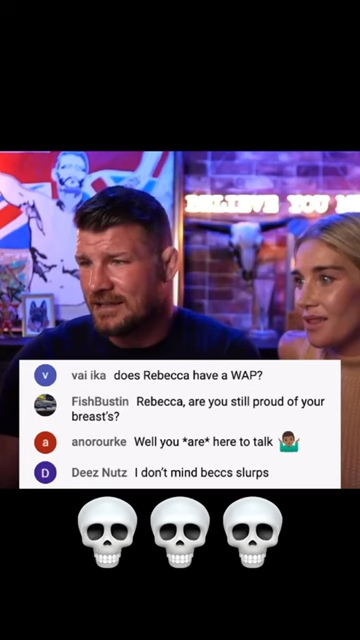 BELIEVE YOU ME
V vai ika does Rebecca have a WAP?
FishBustin Rebecca, are you still proud of your
breast's?
a anorourke Well you *are* here to talk 🤷🏾‍♂️
D Deez Nutz I don't mind beccs slurps